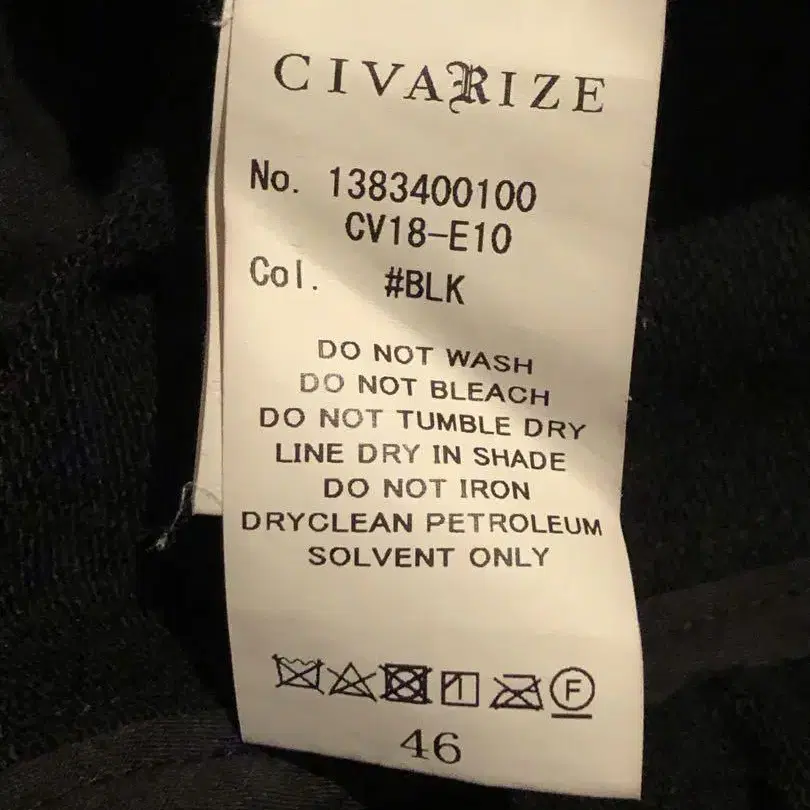 CIVARIZE
No. 1383400100
CV18-E10
Col. #BLK
DO NOT WASH
DO NOT BLEACH
DO NOT TUMBLE DRY
LINE DRY IN SHADE
DO NOT IRON
DRYCLEAN PETROLEUM
SOLVENT ONLY
F
46